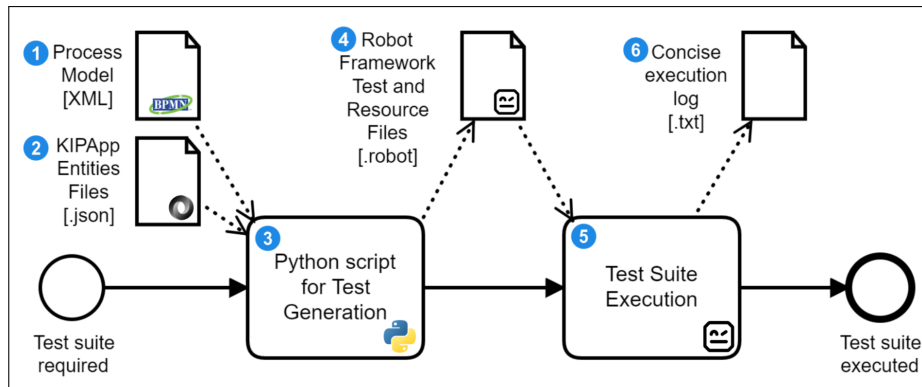 1 Process
Model
[XML]
BPMN
2 KIPApp
Entities
Files
[.json]
4 Robot
Framework
Test and
Resource
Files
[.robot]
6 Concise
execution
log
[.txt]
3
Python script
for Test
Generation
5
Test Suite
Execution
Test suite
required
Test suite
executed